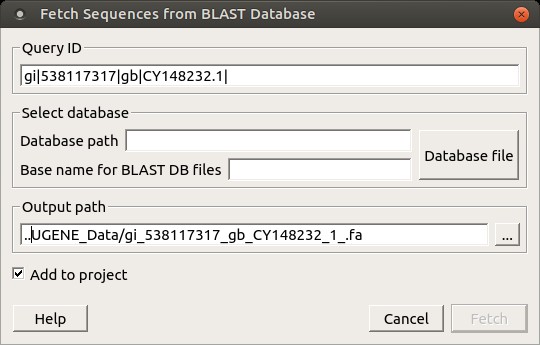 Fetch Sequences from BLAST Database
Query ID
gi|538117317|gb|CY148232.1|
Select database
Database path
Database file
Base name for BLAST DB files
Output path
..UGENE_Data/gi_538117317_gb_CY148232_1_.fa
...
Add to project
Help
Cancel
Fetch